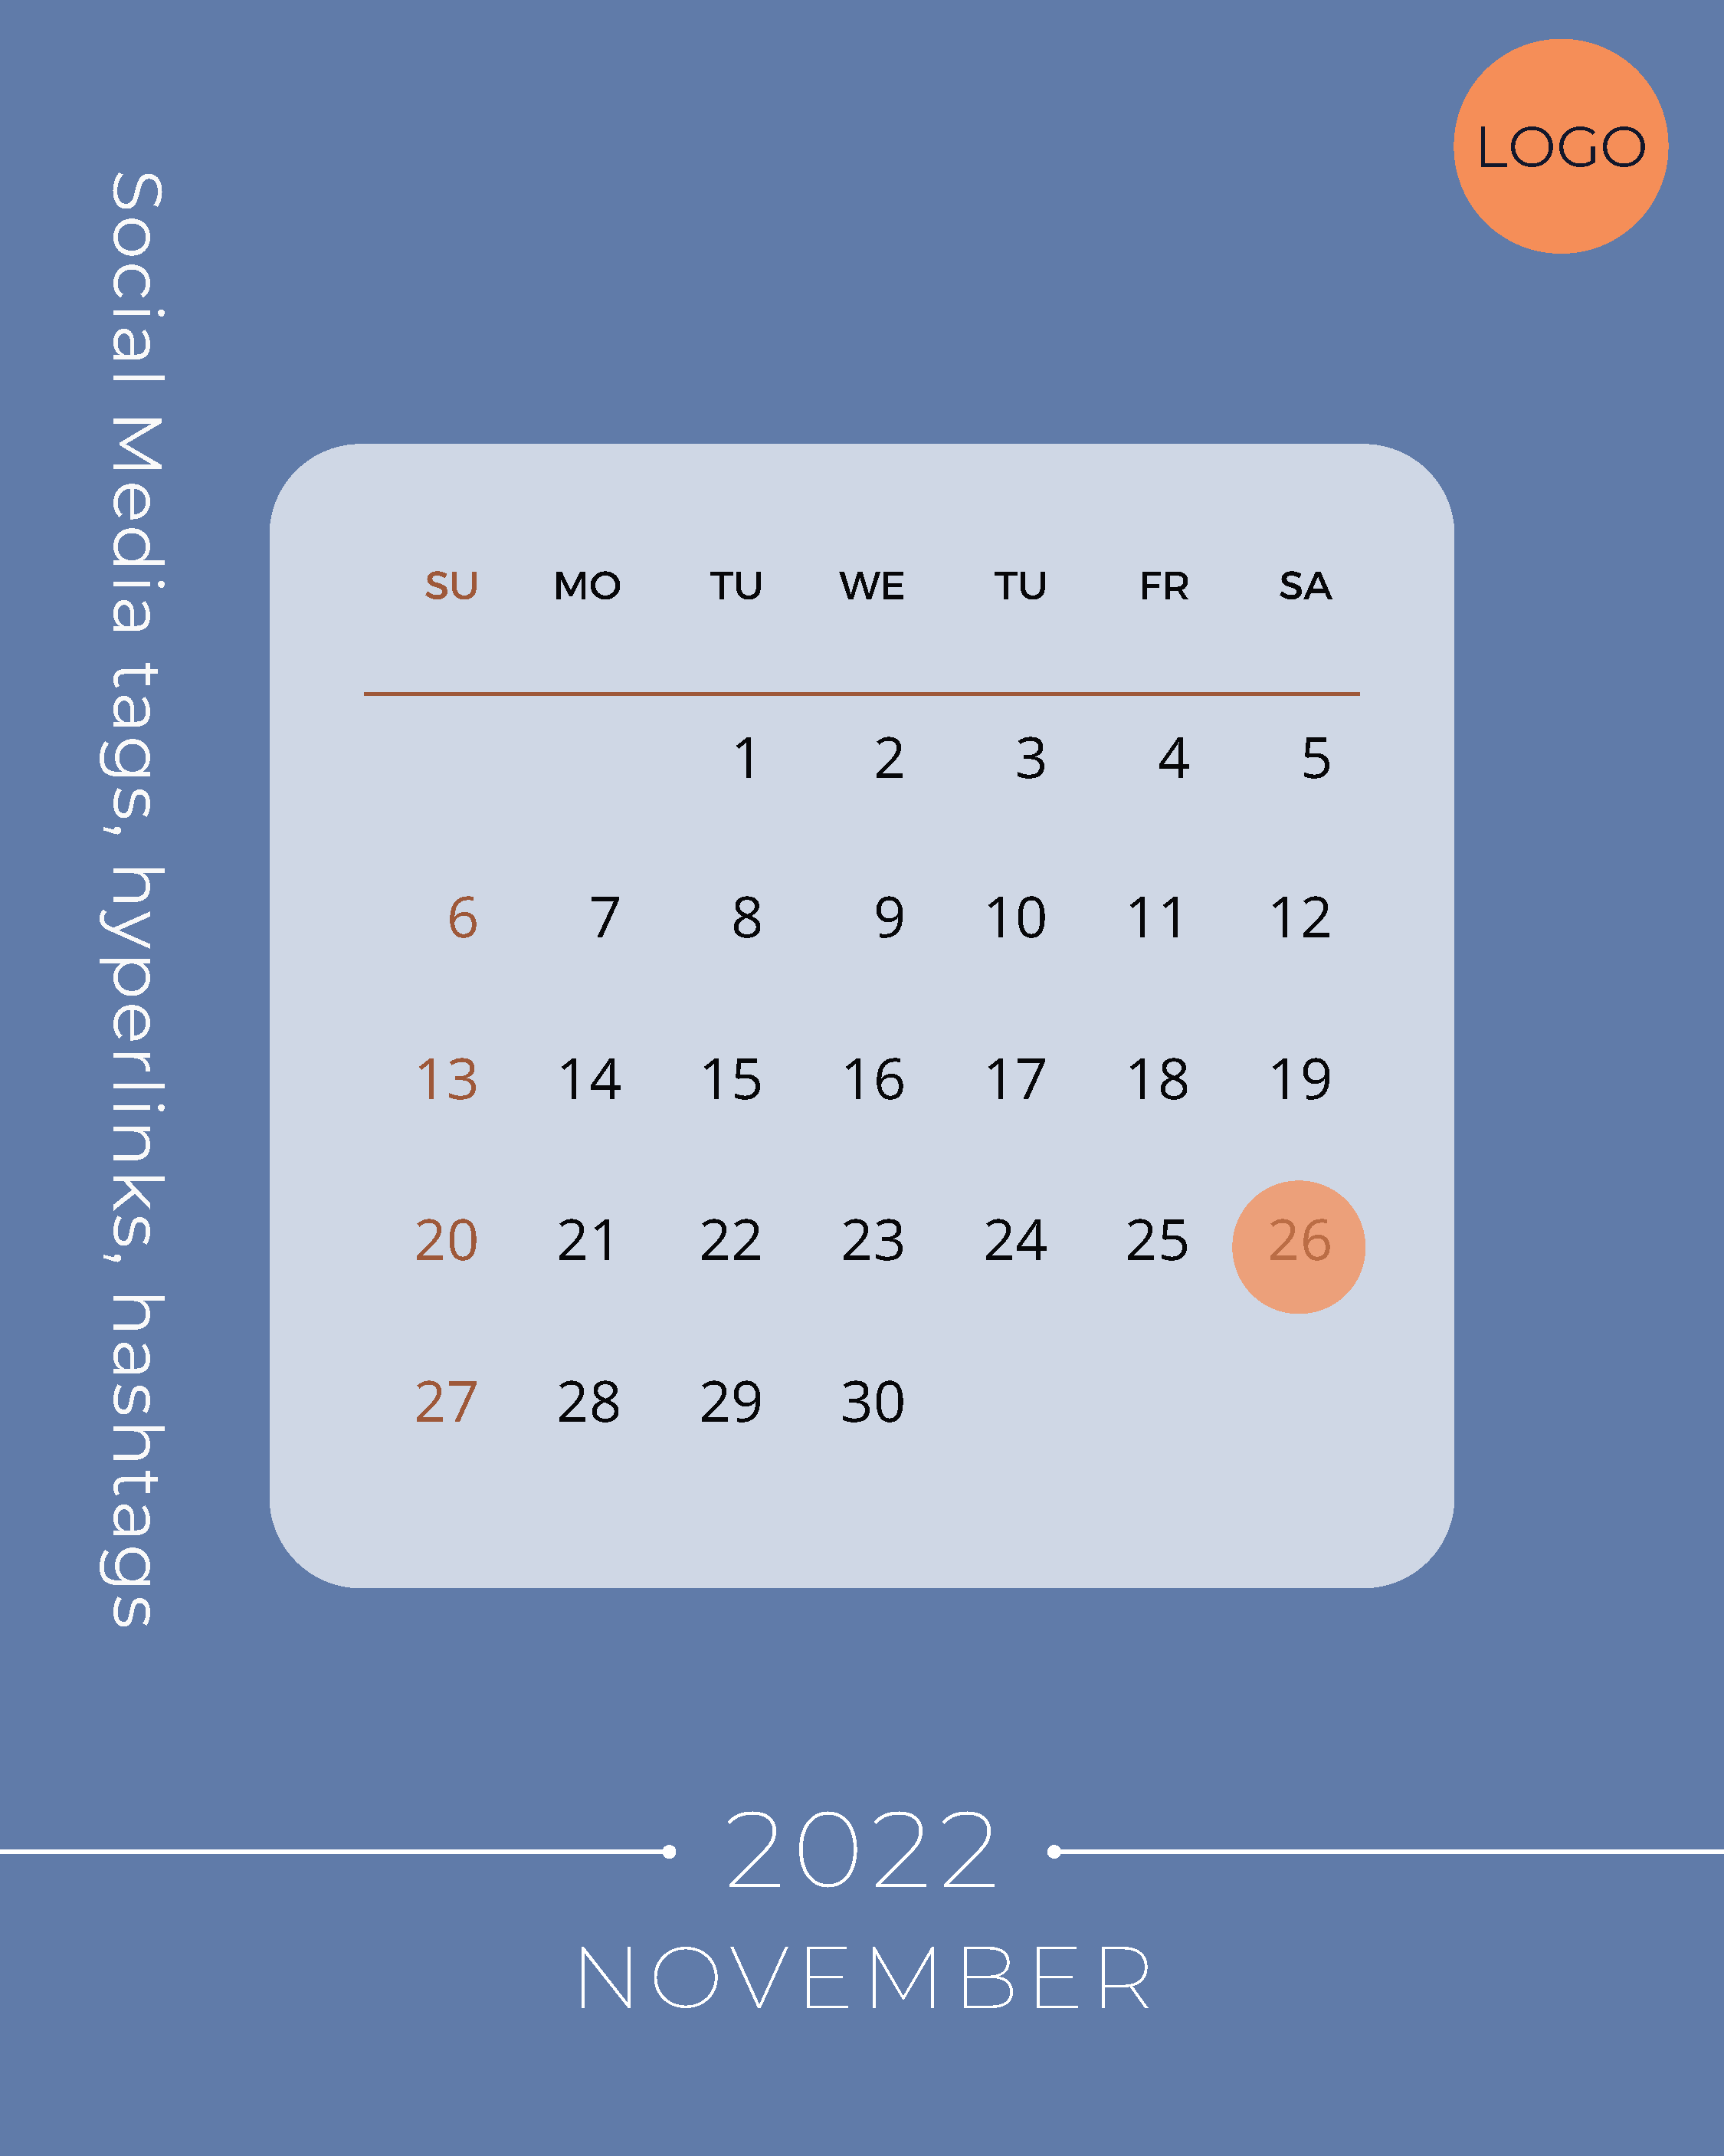 LOGO
Social Media tags, hyperlinks, hashtags
SU MO TU WE TU FR SA
1 2 3 4 5
6 7 8 9 10 11 12
13 14 15 16 17 18 19
20 21 22 23 24 25 26
27 28 29 30
2022
NOVEMBER